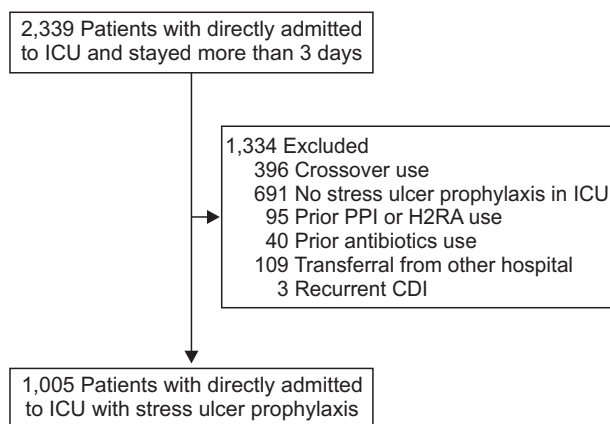 2,339 Patients with directly admitted
to ICU and stayed more than 3 days
1,334 Excluded
396 Crossover use
691 No stress ulcer prophylaxis in ICU
95 Prior PPI or H2RA use
40 Prior antibiotics use
109 Transferral from other hospital
3 Recurrent CDI
1,005 Patients with directly admitted
to ICU with stress ulcer prophylaxis